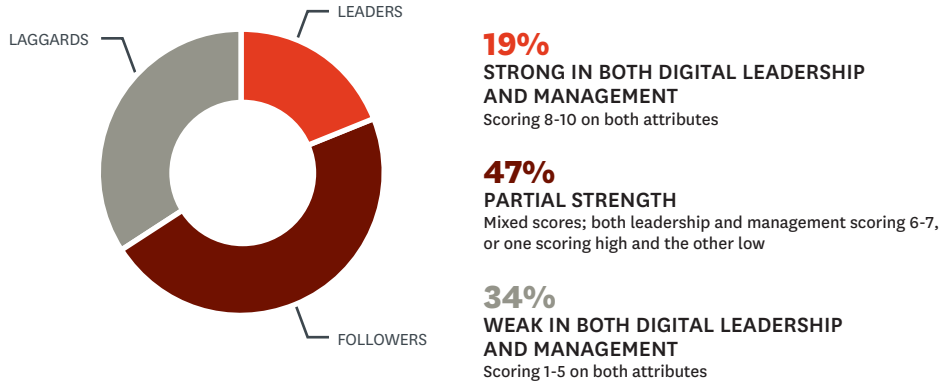 LEADERS
LAGGARDS
FOLLOWERS
19%
STRONG IN BOTH DIGITAL LEADERSHIP
AND MANAGEMENT
Scoring 8-10 on both attributes
47%
PARTIAL STRENGTH
Mixed scores; both leadership and management scoring 6-7,
or one scoring high and the other low
34%
WEAK IN BOTH DIGITAL LEADERSHIP
AND MANAGEMENT
Scoring 1-5 on both attributes